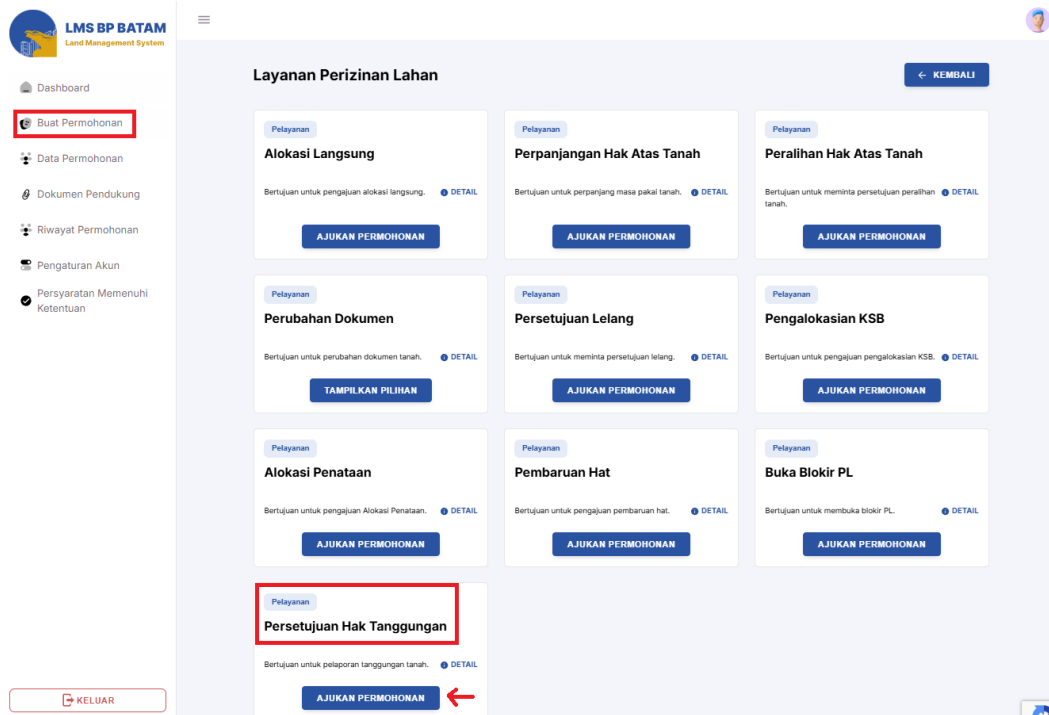 LMS BP BATAM
Land Management System
Dashboard
Buat Permohonan
Data Permohonan
Dokumen Pendukung
Riwayat Permohonan
Pengaturan Akun
Persyaratan Memenuhi
Ketentuan
KELUAR
Layanan Perizinan Lahan
← KEMBALI
Pelayanan
Alokasi Langsung
Bertujuan untuk pengajuan alokasi langsung.
DETAIL
AJUKAN PERMOHONAN
Pelayanan
Perpanjangan Hak Atas Tanah
Bertujuan untuk perpanjang masa pakai tanah.
DETAIL
AJUKAN PERMOHONAN
Pelayanan
Peralihan Hak Atas Tanah
Bertujuan untuk meminta persetujuan peralihan
tanah.
DETAIL
AJUKAN PERMOHONAN
Pelayanan
Perubahan Dokumen
Bertujuan untuk perubahan dokumen tanah.
DETAIL
TAMPILKAN PILIHAN
Pelayanan
Persetujuan Lelang
Bertujuan untuk meminta persetujuan lelang.
DETAIL
AJUKAN PERMOHONAN
Pelayanan
Pengalokasian KSB
Bertujuan untuk pengajuan pengalokasian KSB.
DETAIL
AJUKAN PERMOHONAN
Pelayanan
Alokasi Penataan
Bertujuan untuk pengajuan Alokasi Penataan.
DETAIL
AJUKAN PERMOHONAN
Pelayanan
Pembaruan Hat
Bertujuan untuk pengajuan pembaruan hat.
DETAIL
AJUKAN PERMOHONAN
Pelayanan
Buka Blokir PL
Bertujuan untuk membuka blokir PL.
DETAIL
AJUKAN PERMOHONAN
Pelayanan
Persetujuan Hak Tanggungan
Bertujuan untuk pelaporan tanggungan tanah.
DETAIL
AJUKAN PERMOHONAN